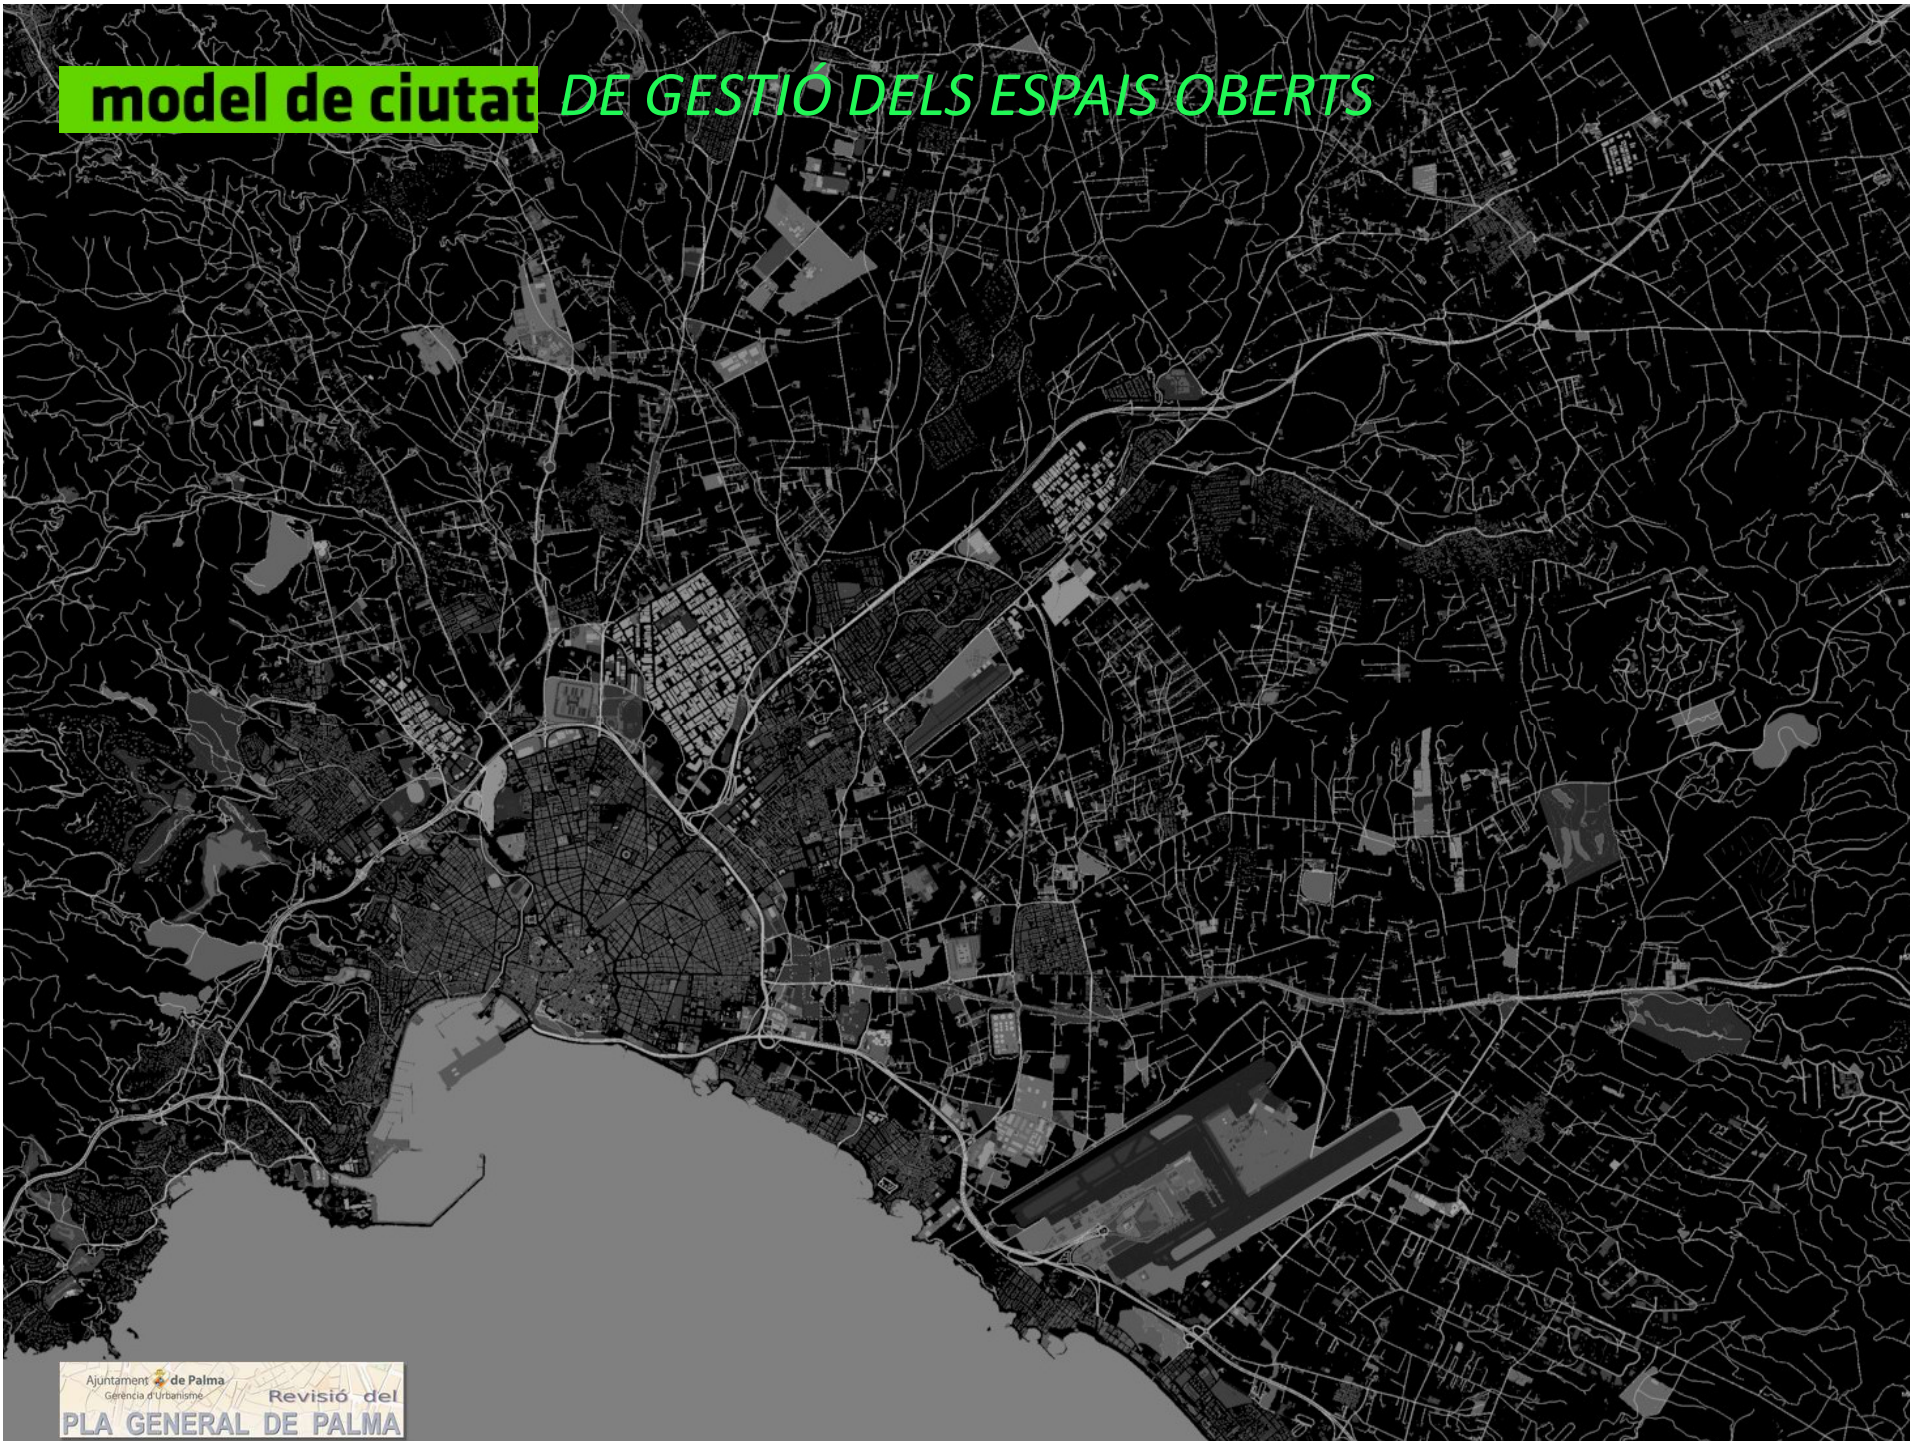 model de ciutat DE GESTIÓ DELS ESPAIS OBERTS
Ajuntament de Palma
Gerència d'Urbanisme
Revisió del
PLA GENERAL DE PALMA